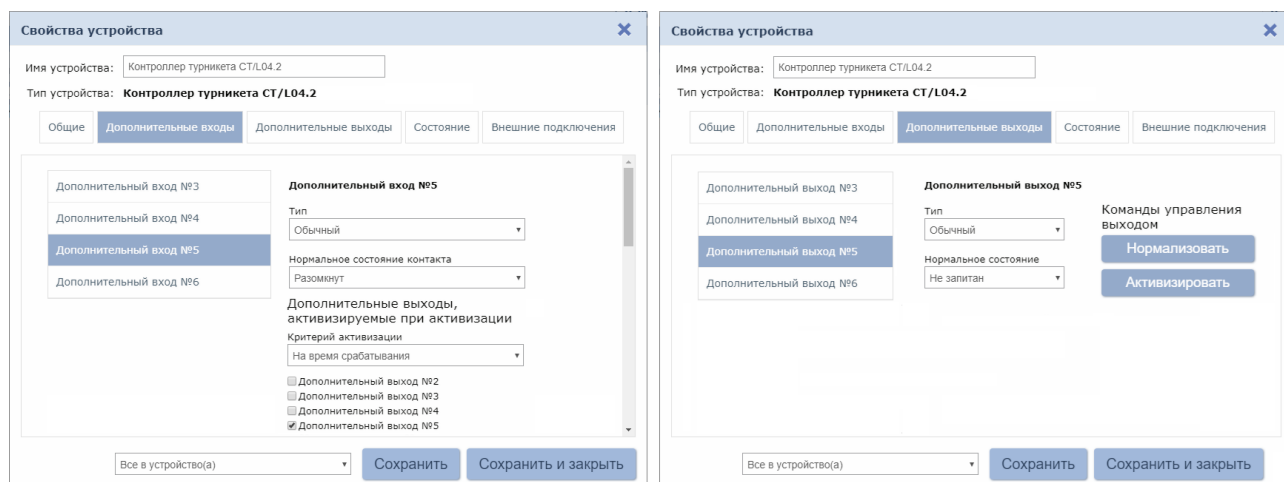 Свойства устройства
Имя устройства: Контроллер турникета CT/L04.2
Тип устройства: Контроллер турникета CT/L04.2
Общие Дополнительные входы Дополнительные выходы Состояние Внешние подключения
Дополнительный вход №3
Дополнительный вход №4
Дополнительный вход №5
Дополнительный вход №6
Дополнительный вход №5
Тип
Обычный
Нормальное состояние контакта
Разомкнут
Дополнительные выходы,
активизируемые при активизации
Критерий активизации
На время срабатывания
Дополнительный выход №2
Дополнительный выход №3
Дополнительный выход №4
Дополнительный выход №5
Все в устройство(а) Сохранить Сохранить и закрыть
Свойства устройства
Имя устройства: Контроллер турникета CT/L04.2
Тип устройства: Контроллер турникета CT/L04.2
Общие Дополнительные входы Дополнительные выходы Состояние Внешние подключения
Дополнительный выход №3
Дополнительный выход №4
Дополнительный выход №5
Дополнительный выход №6
Дополнительный выход №5
Тип
Обычный
Нормальное состояние
Не запитан
Команды управления
выходом
Нормализовать
Активизировать
Все в устройство(а) Сохранить Сохранить и закрыть